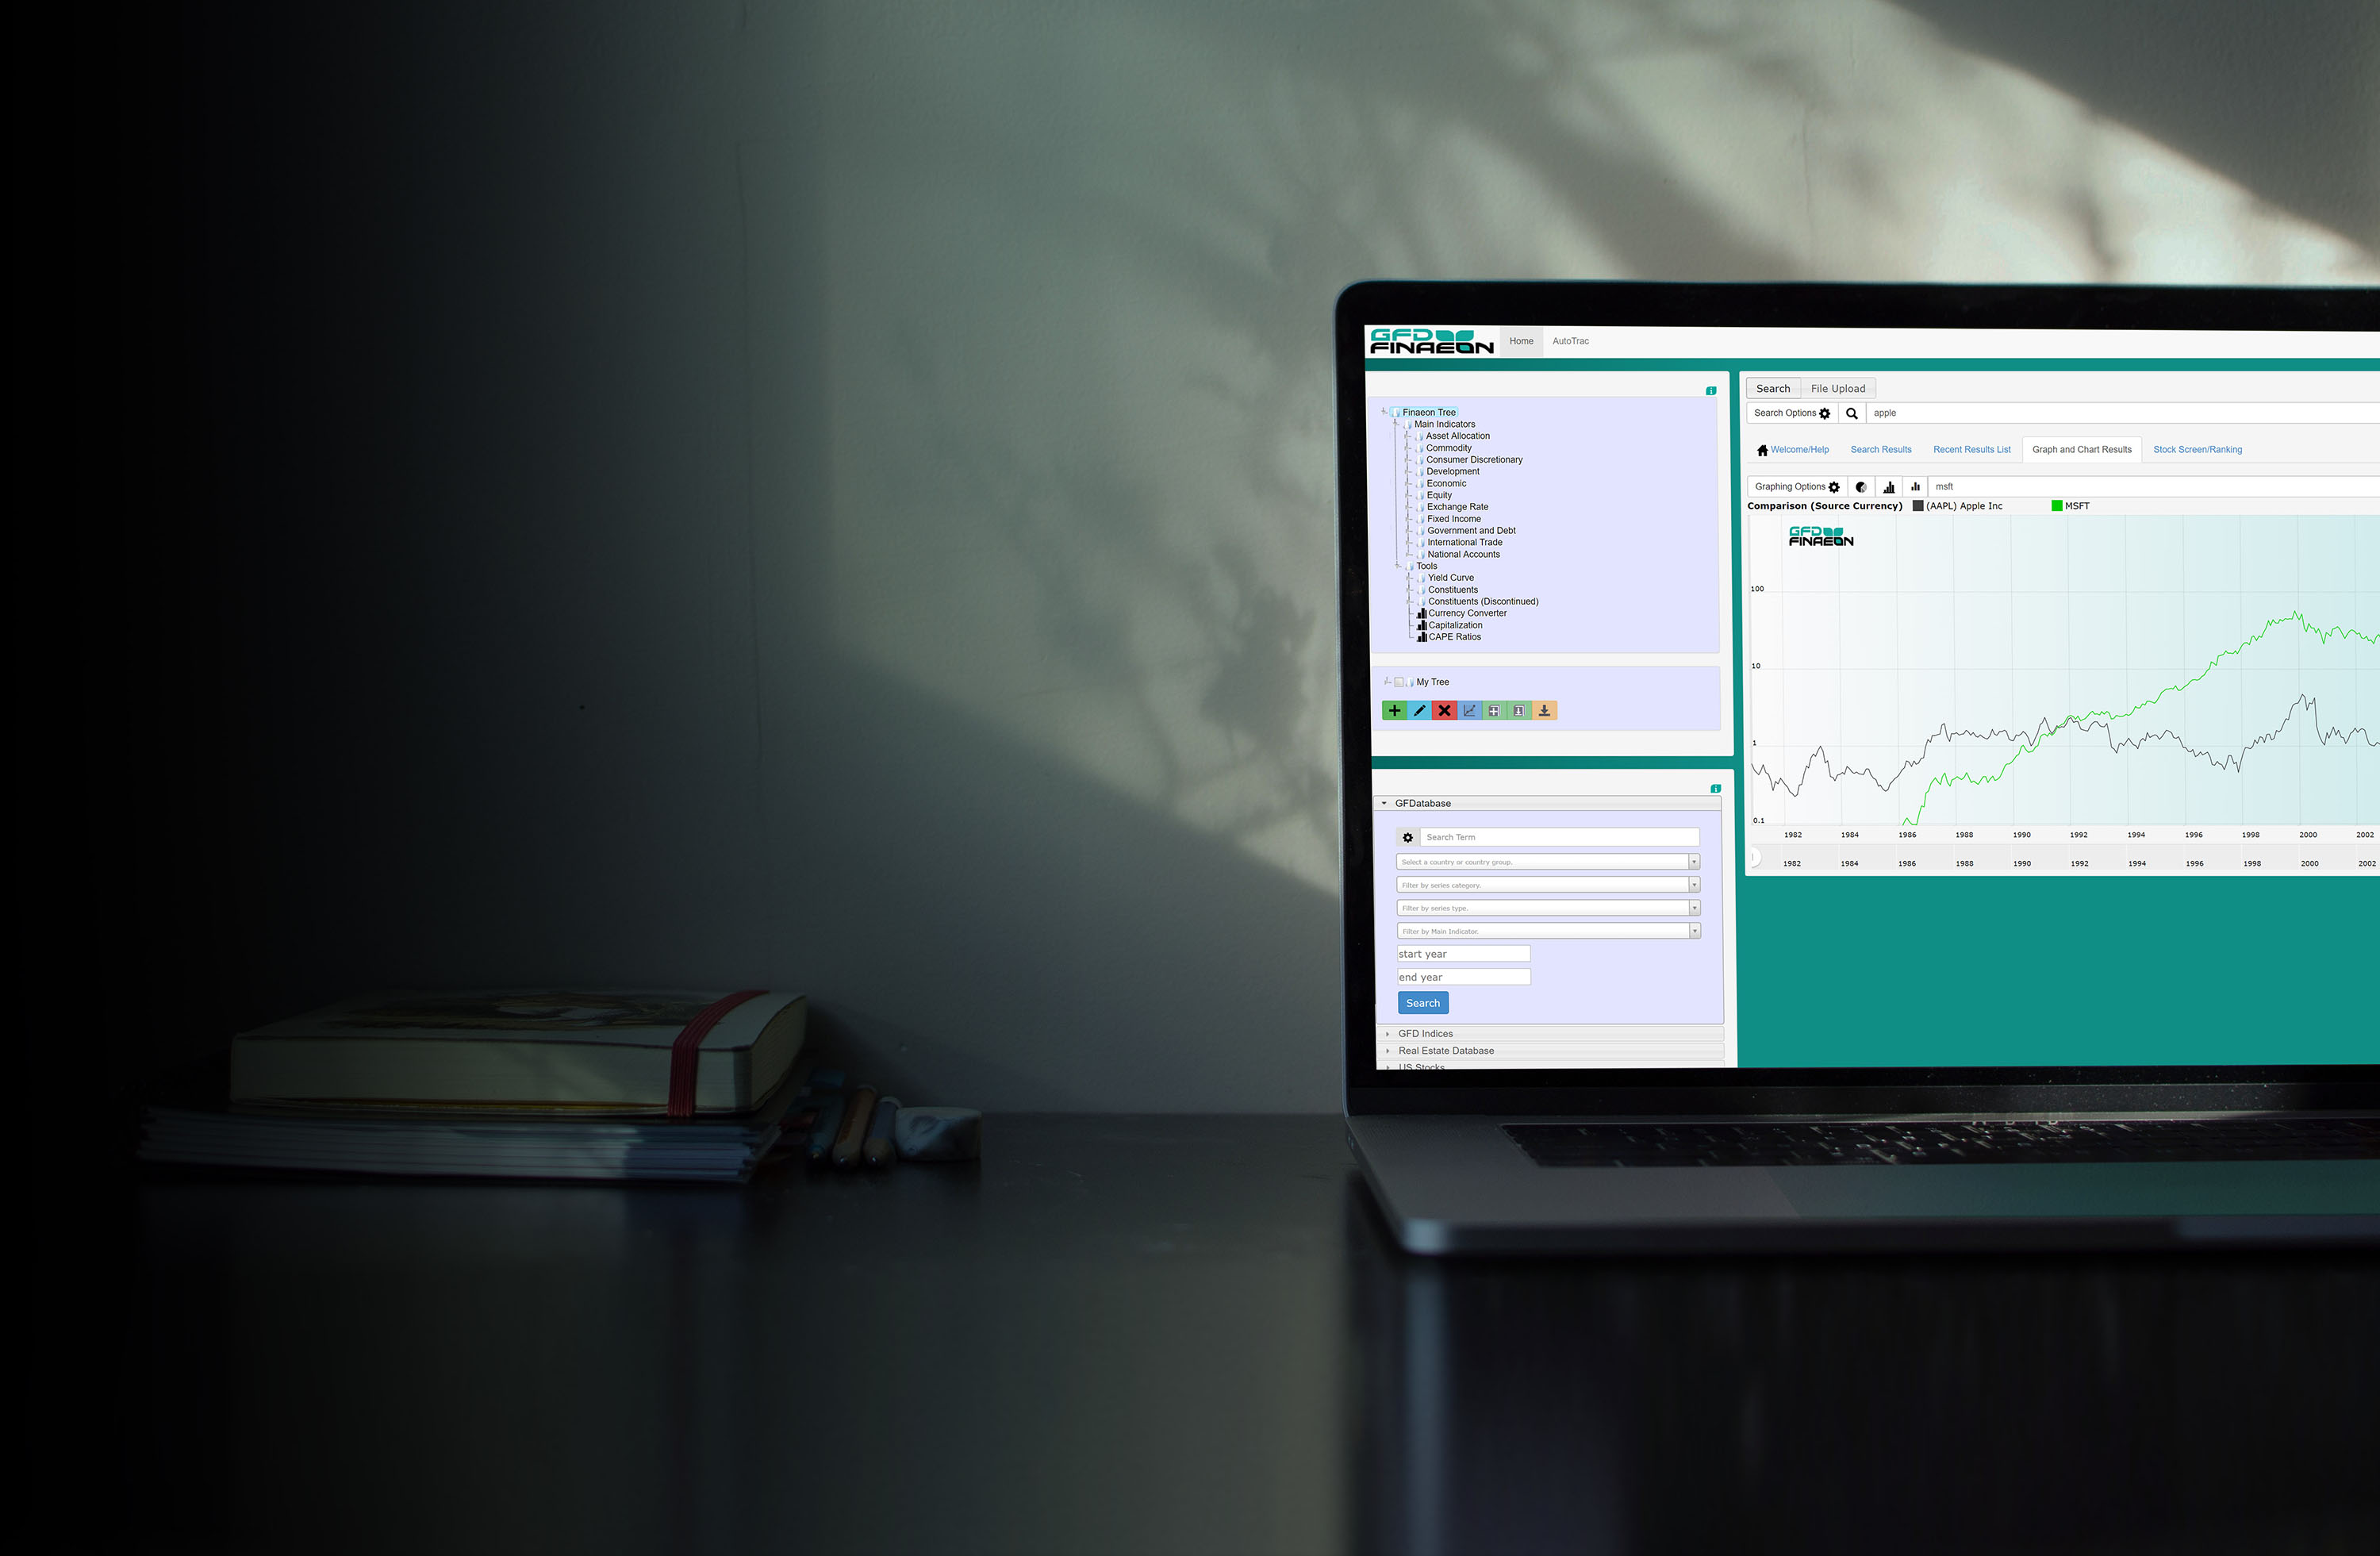 GFD
FINAEON
Home AutoTrac
Finaeon Tree
Main Indicators
Asset Allocation
Commodity
Consumer Discretionary
Development
Economic
Equity
Exchange Rate
Fixed Income
Government and Debt
International Trade
National Accounts
Tools
Yield Curve
Constituents
Constituents (Discontinued)
Currency Converter
Capitalization
CAPE Ratios
My Tree
GFDatabase
Search Term
Select a country or country group.
Filter by series category.
Filter by series type.
Filter by Main Indicator.
start year
end year
Search
GFD Indices
Real Estate Database
US Stocks
Search File Upload
Search Options apple
Welcome/Help Search Results Recent Results List Graph and Chart Results Stock Screen/Ranking
Graphing Options msft
Comparison (Source Currency) (AAPL) Apple Inc MSFT
GFD
FINAEON
100
10
1
0.1
1982 1984 1986 1988 1990 1992 1994 1996 1998 2000 2002
1982 1984 1986 1988 1990 1992 1994 1996 1998 2000 2002